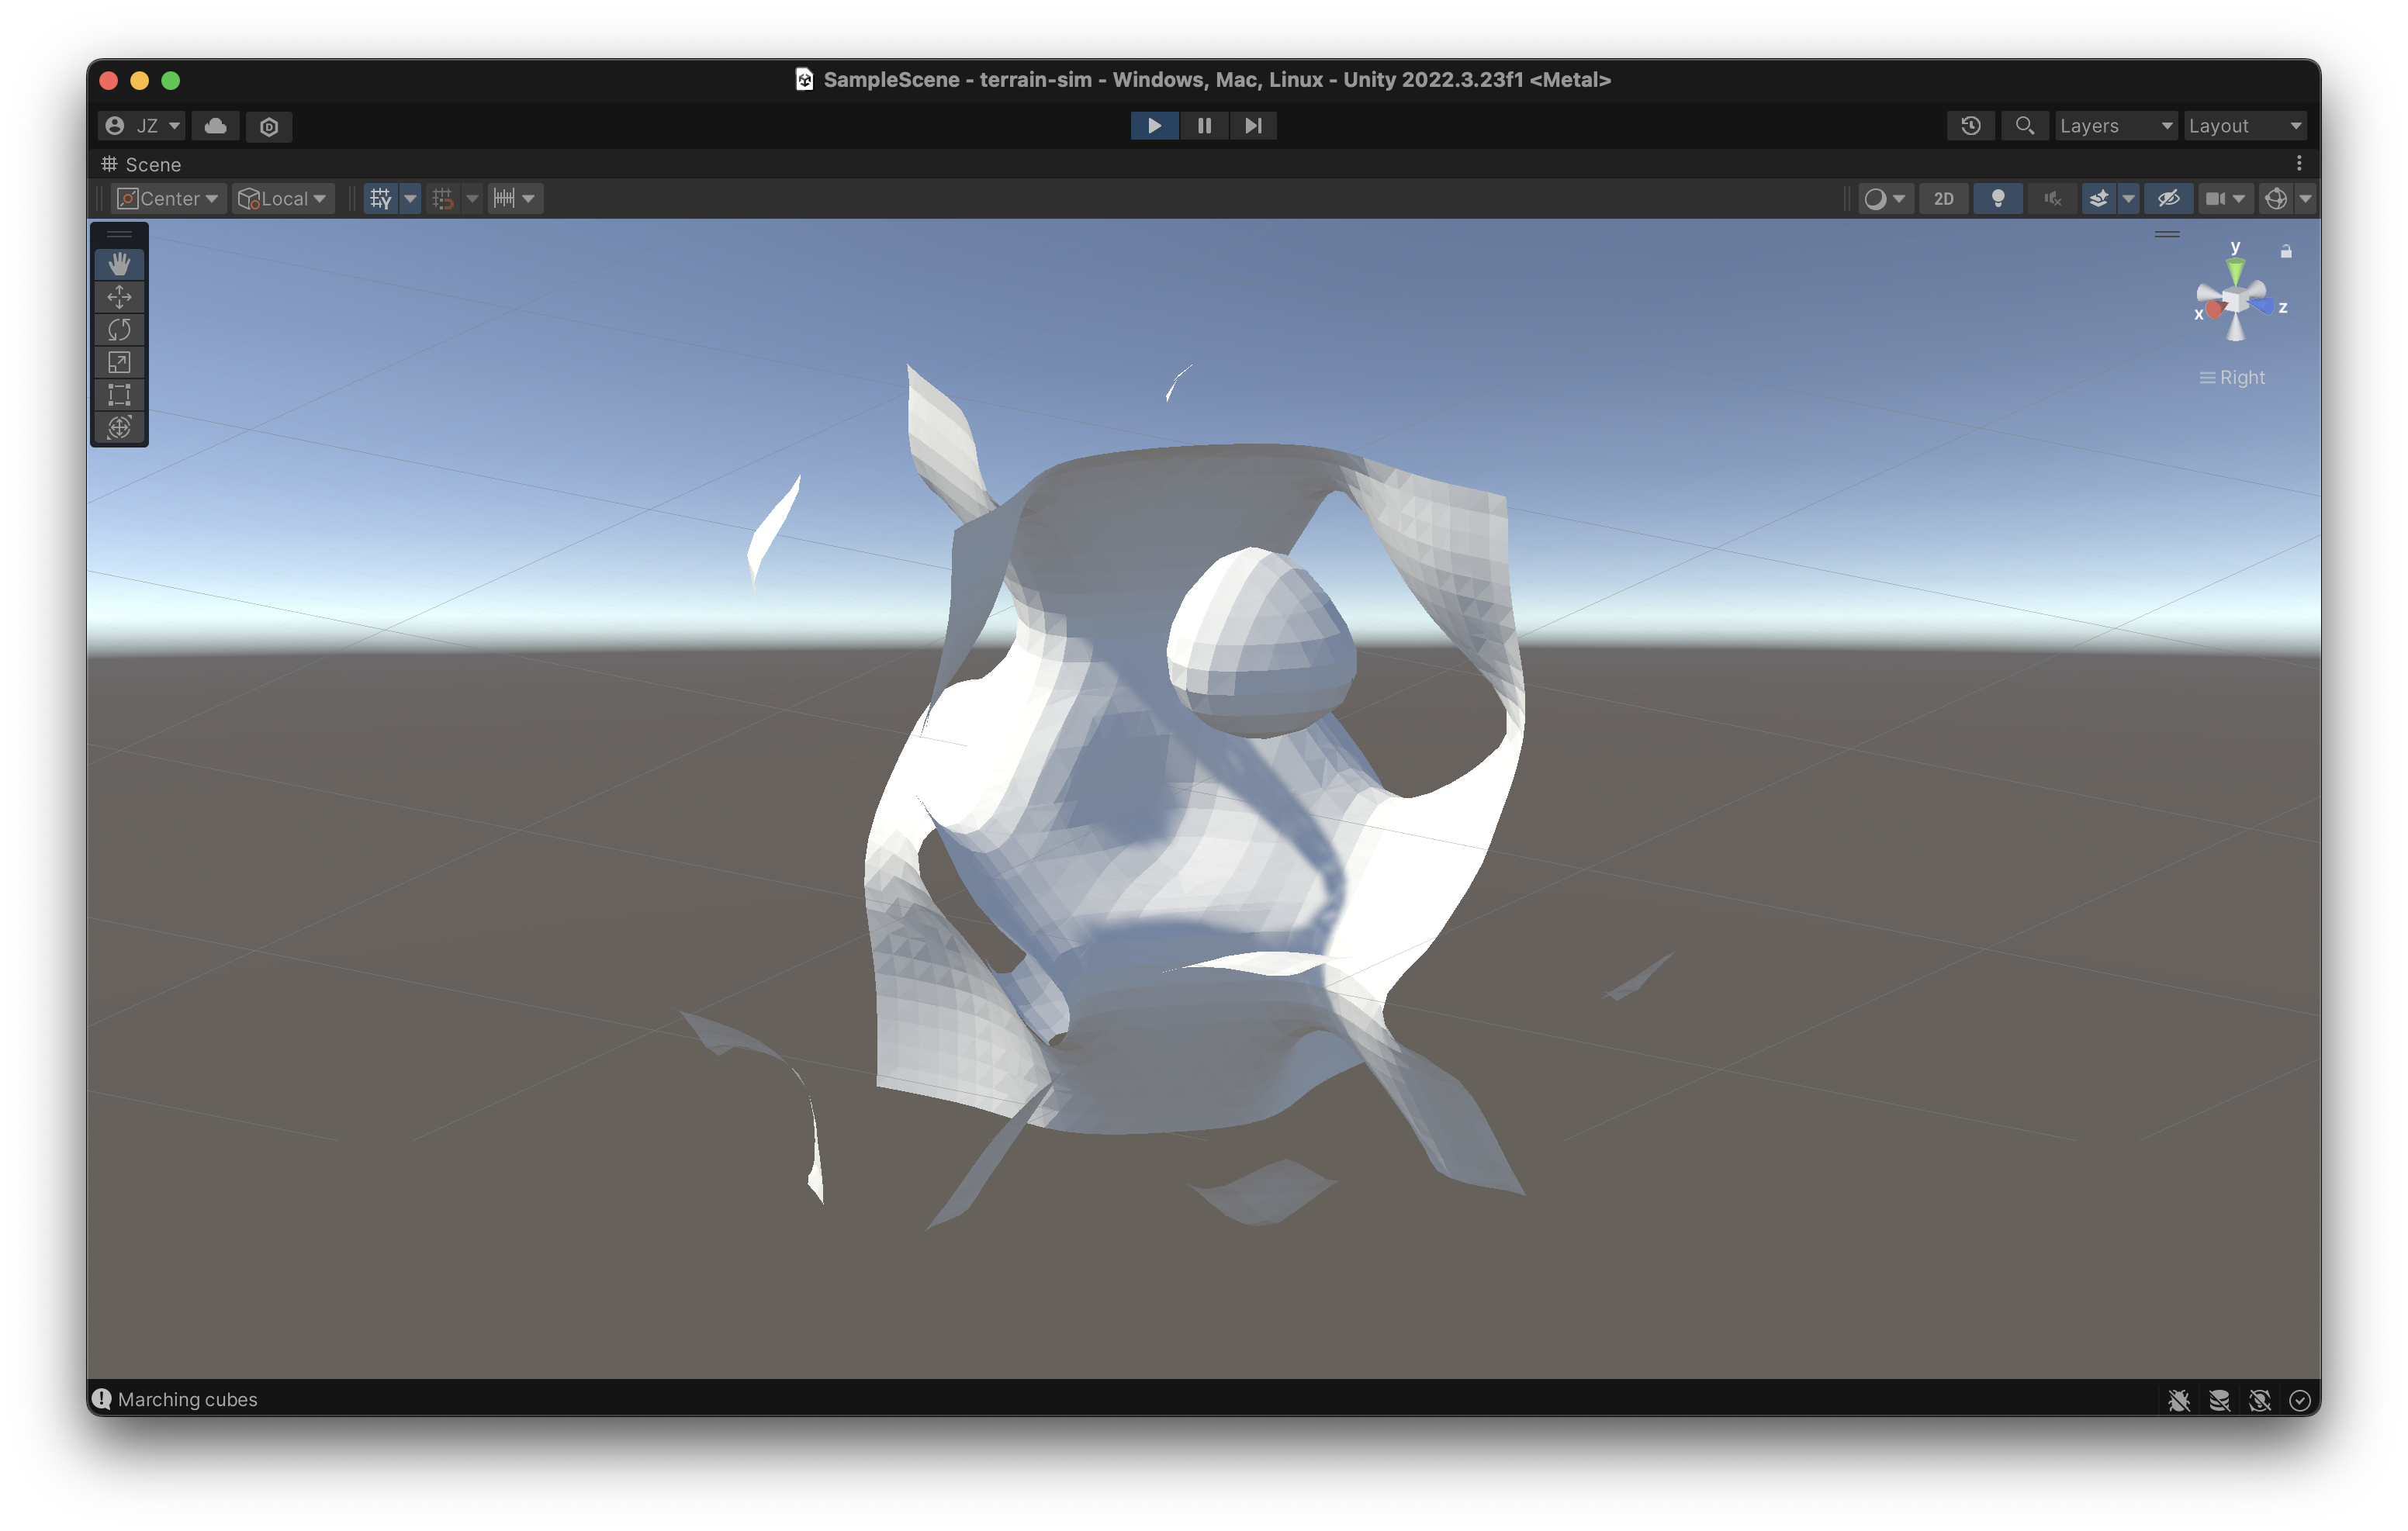 SampleScene - terrain-sim - Windows, Mac, Linux - Unity 2022.3.23f1 <Metal>
JZ
Layers
Layout
Scene
Center
Local
2D
y
x
z
Right
Marching cubes